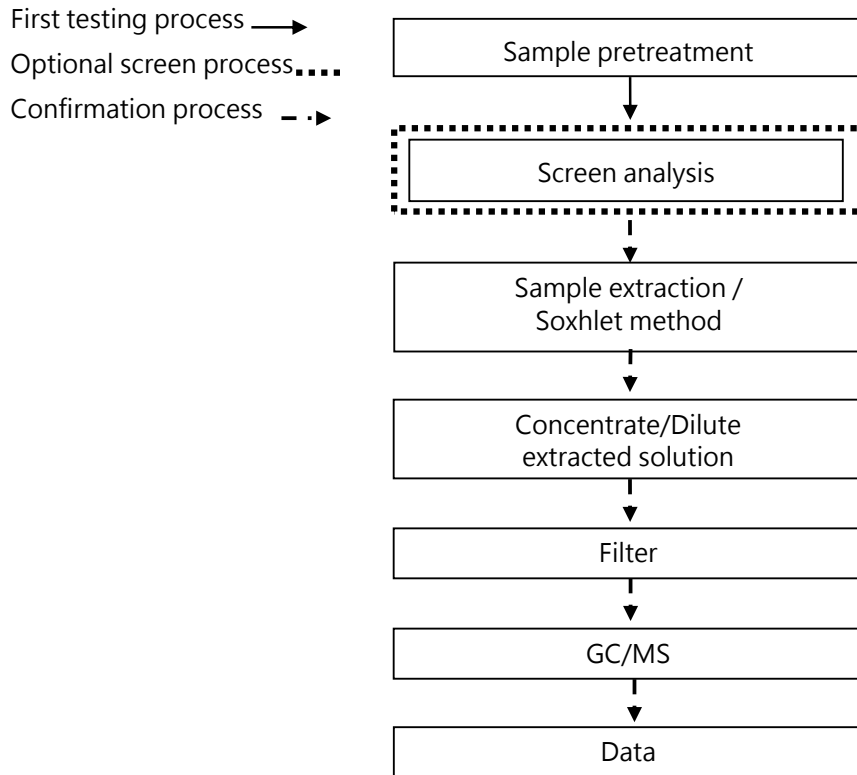 First testing process
Optional screen process
Confirmation process
Sample pretreatment
Screen analysis
Sample extraction /
Soxhlet method
Concentrate/Dilute
extracted solution
Filter
GC/MS
Data